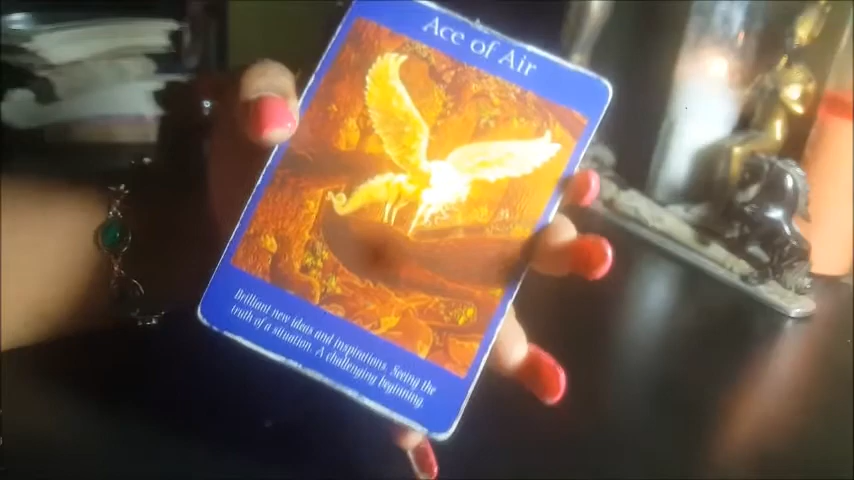 Ace of Air
Brilliant new ideas and inspirations. Seeing the
truth of a situation. A challenging beginning.